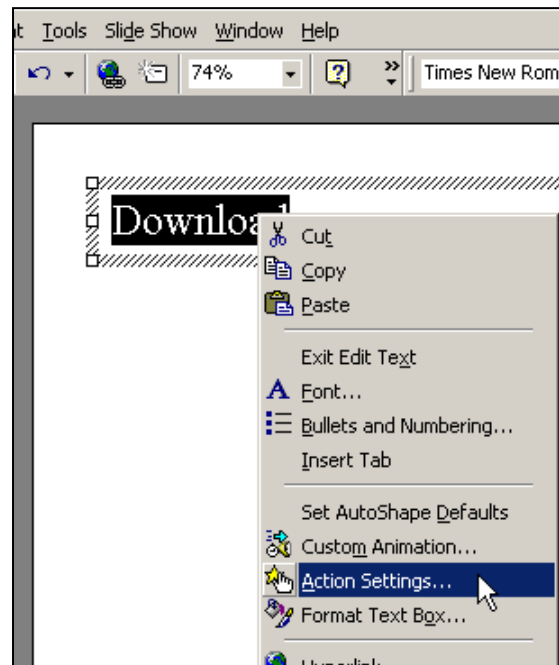 t Tools Slide Show Window Help
74% Times New Rom
Download
Cut
Copy
Paste
Exit Edit Text
Font...
Bullets and Numbering...
Insert Tab
Set AutoShape Defaults
Custom Animation...
Action Settings...
Format Text Box...
Hyperlink